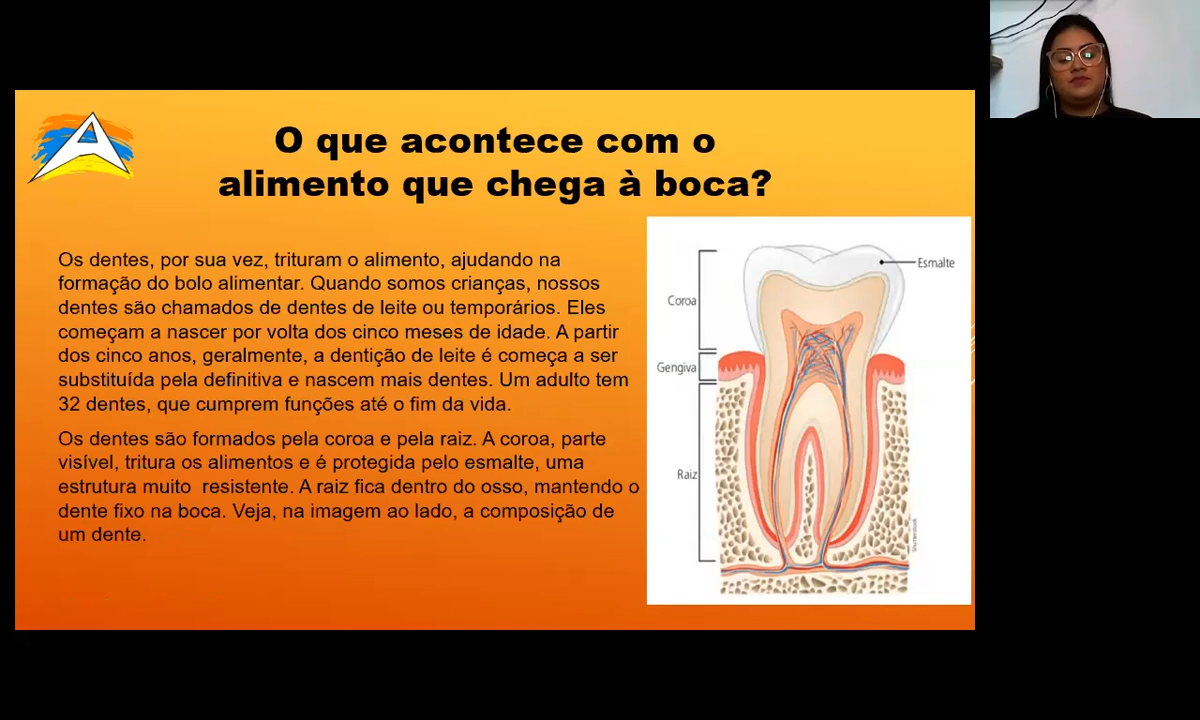 O que acontece com o
alimento que chega à boca?
Os dentes, por sua vez, trituram o alimento, ajudando na
formação do bolo alimentar. Quando somos crianças, nossos
dentes são chamados de dentes de leite ou temporários. Eles
começam a nascer por volta dos cinco meses de idade. A partir
dos cinco anos, geralmente, a dentição de leite é começa a ser
substituída pela definitiva e nascem mais dentes. Um adulto tem
32 dentes, que cumprem funções até o fim da vida.
Os dentes são formados pela coroa e pela raiz. A coroa, parte
visível, tritura os alimentos e é protegida pelo esmalte, uma
estrutura muito resistente. A raiz fica dentro do osso, mantendo o
dente fixo na boca. Veja, na imagem ao lado, a composição de
um dente.
Esmalte
Coroa
Gengiva
Raiz
Shutterstock